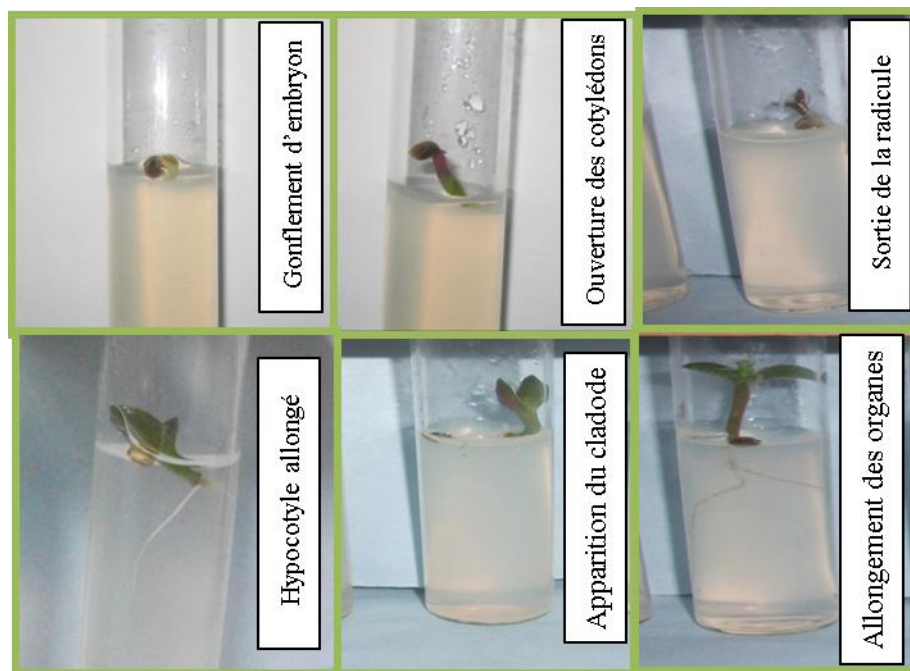 Gonflement d'embryon
Ouverture des cotylédons
Sortie de la radicule
Hypocotyle allongé
Apparition du cladode
Allongement des organes